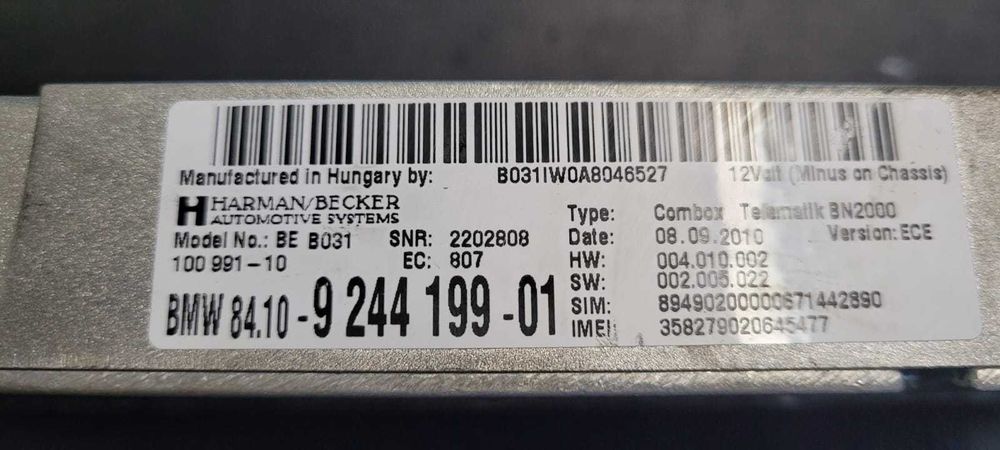 Manufactured in Hungary by: B031IW0A8046527 12Volt (Minus on Chassis)
HARMAN/BECKER
AUTOMOTIVE SYSTEMS
Model No.: BE B031 SNR: 2202808
100 991-10 EC: 807
BMW 84.10-9 244 199-01
Type: Combox Telematik BN2000
Date: 08.09.2010 Version: ECE
HW: 004.010.002
SW: 002.005.022
SIM: 89490200000671442890
IMEI: 358279020645477